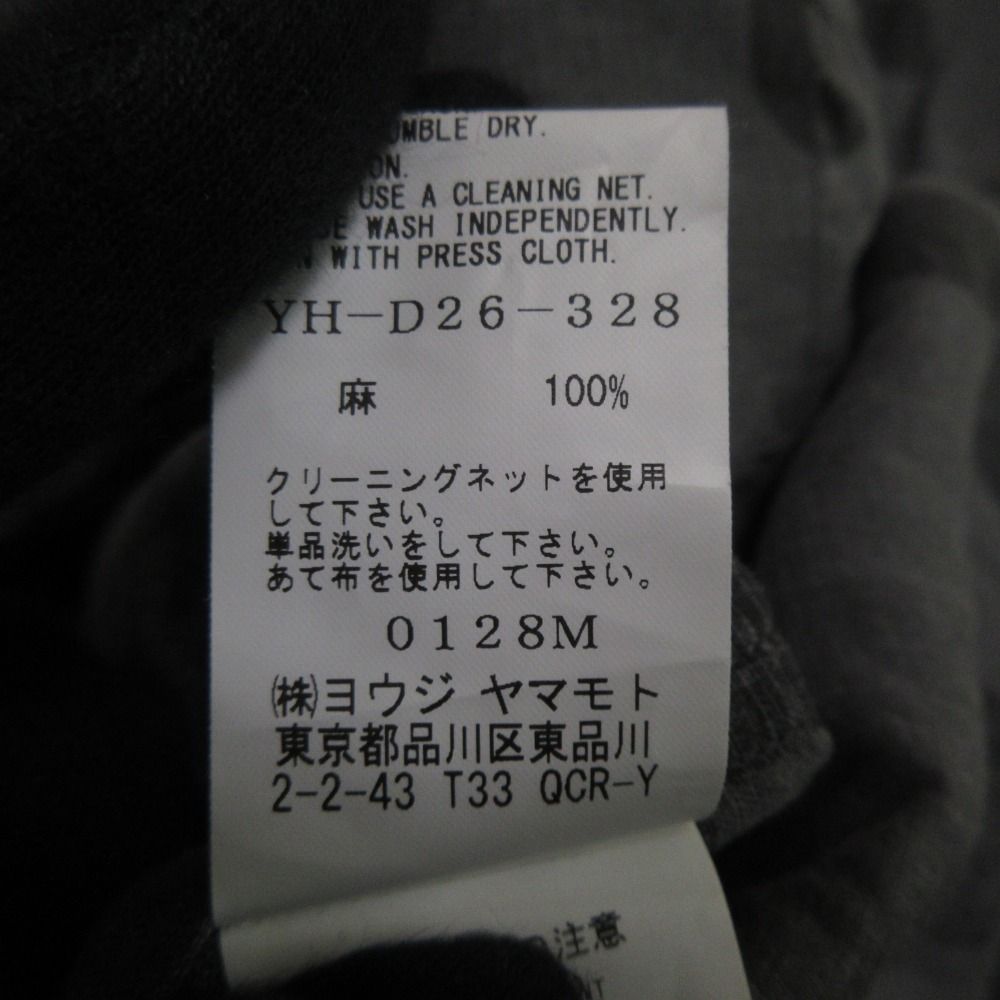 DRY.
USE A CLEANING NET.
WASH INDEPENDENTLY.
WITH PRESS CLOTH.
YH-D26-328
麻 100%
クリーニングネットを使用
して下さい。
単品洗いをして下さい。
あて布を使用して下さい。
0128M
㈱ヨウジ ヤマモト
東京都品川区東品川
2-2-43 T33 QCR-Y
注意